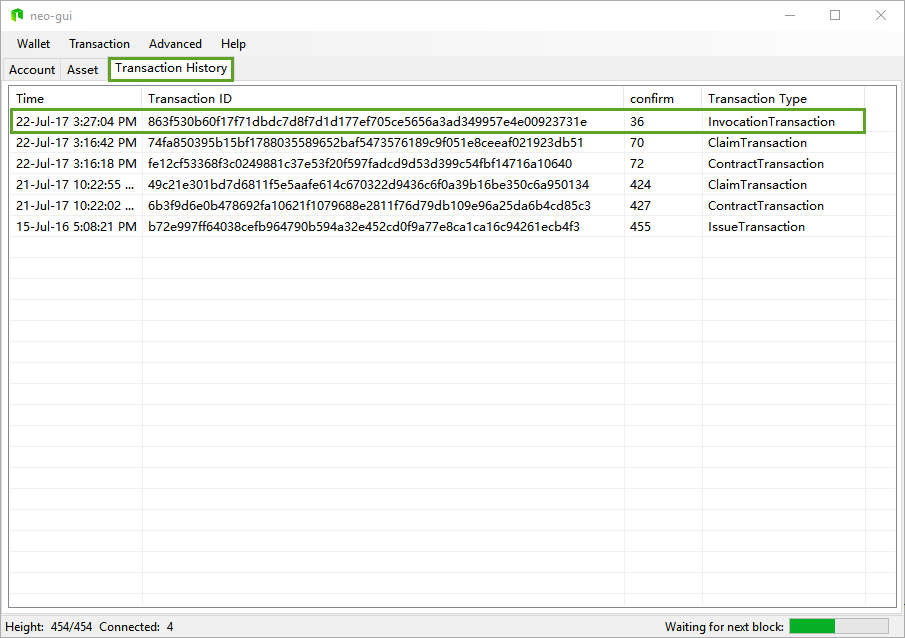 neo-gui
Wallet Transaction Advanced Help
Account Asset Transaction History
Time Transaction ID confirm Transaction Type
22-Jul-17 3:27:04 PM 863f530b60f17f71dbdc7d8f7d1d177ef705ce5656a3ad349957e4e00923731e 36 InvocationTransaction
22-Jul-17 3:16:42 PM 74fa850395b15bf1788035589652baf5473576189c9f051e8ceeaf021923db51 70 ClaimTransaction
22-Jul-17 3:16:18 PM fe12cf53368f3c0249881c37e53f20f597fadcd9d53d399c54fbf14716a10640 72 ContractTransaction
21-Jul-17 10:22:55 ... 49c21e301bd7d6811f5e5aafe614c670322d9436c6f0a39b16be350c6a950134 424 ClaimTransaction
21-Jul-17 10:22:02 ... 6b3f9d6e0b478692fa10621f1079688e2811f76d79db109e96a25da6b4cd85c3 427 ContractTransaction
15-Jul-16 5:08:21 PM b72e997ff64038cefb964790b594a32e452cd0f9a77e8ca1ca16c94261ecb4f3 455 IssueTransaction
Height: 454/454 Connected: 4 Waiting for next block: